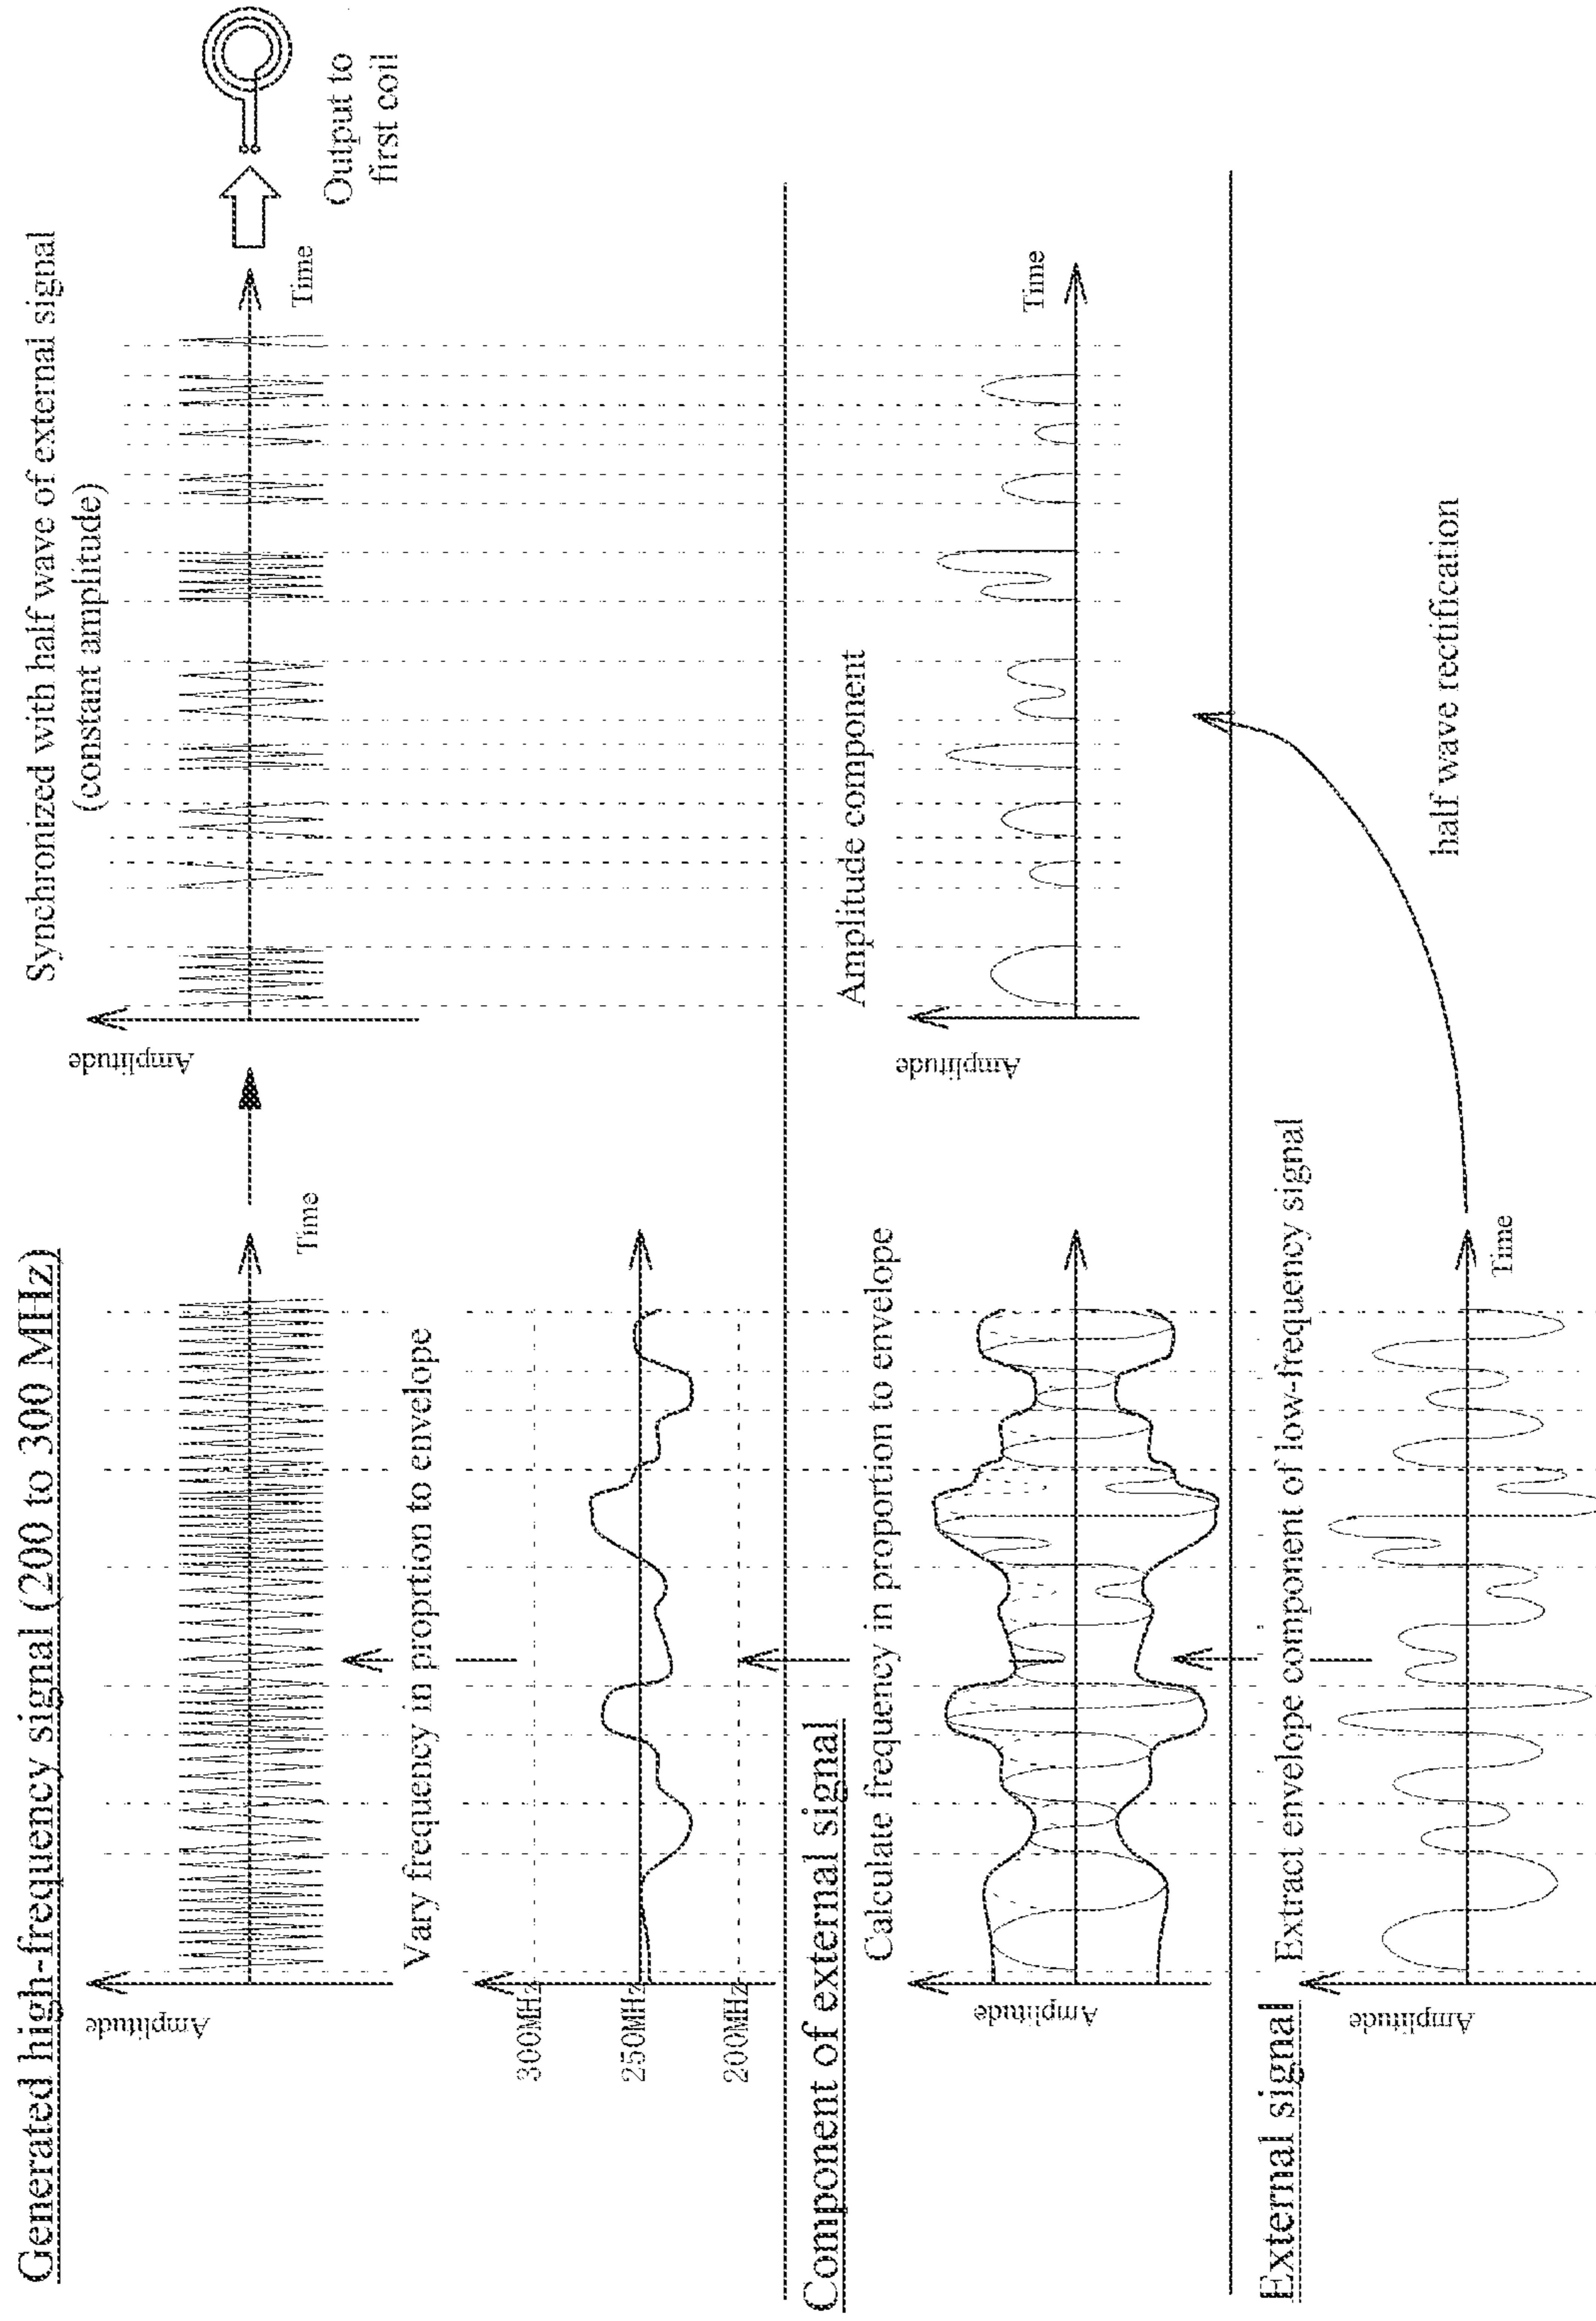 Generated high-frequency signal (200 to 300 MHz)
Synchronized with half wave of external signal
(constant amplitude)
Amplitude
Time
Amplitude
Time
Output to
first coil
Vary frequency in proprtion to envelope
300MHz
250MHz
200MHz
Component of external signal
Calculate frequency in proportion to envelope
Amplitude
Amplitude component
Amplitude
Time
External signal
Extract envelope component of low-frequency signal
Amplitude
Time
half wave rectification